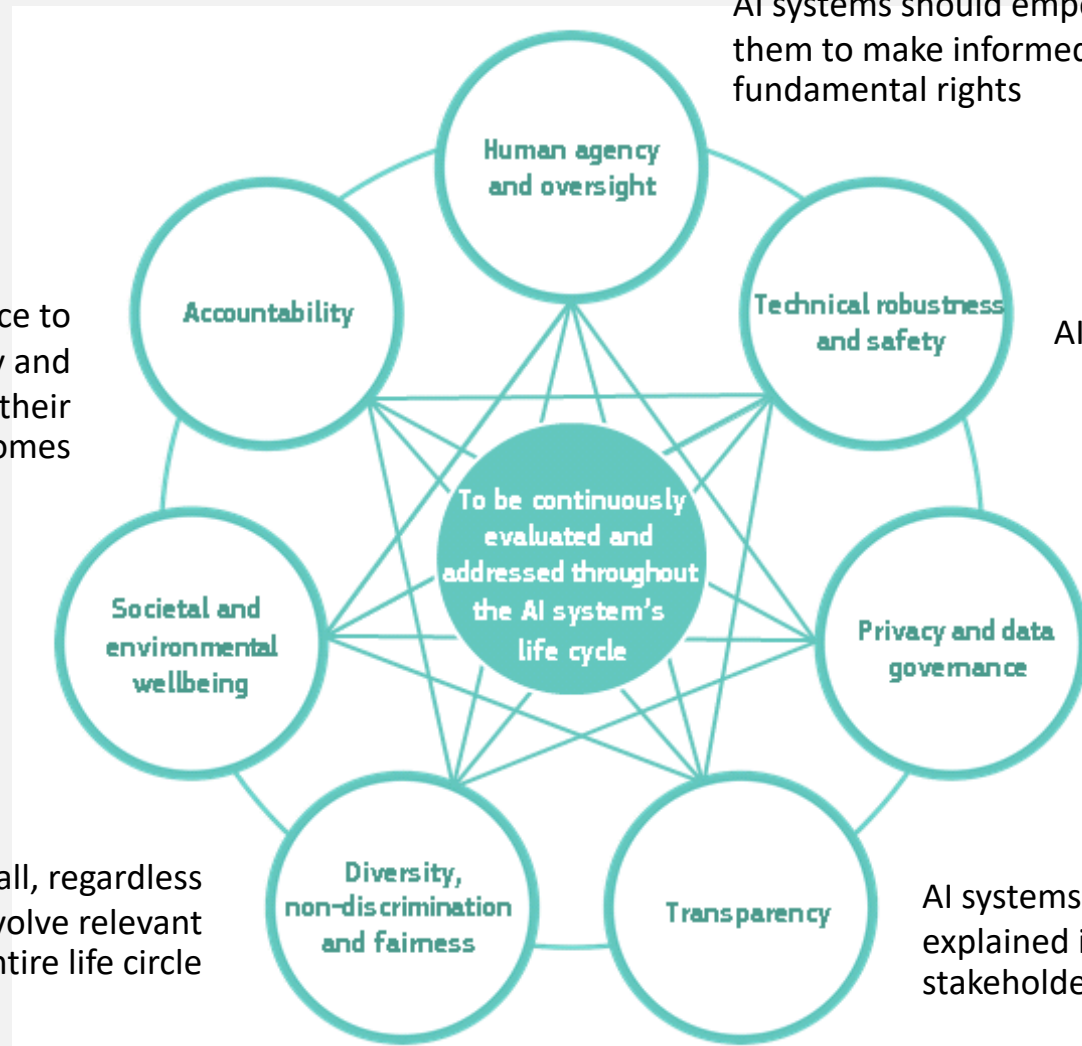 AI systems should empo
them to make informed
fundamental rights
Human agency
and oversight
Accountability
Technical robustness
and safety
ce to
y and
their
omes
AI
To be continuously
evaluated and
addressed throughout
the AI system's
life cycle
Societal and
environmental
wellbeing
Privacy and data
governance
all, regardless
volve relevant
ntire life circle
Diversity,
non-discrimination
and fairness
Transparency
AI systems
explained i
stakeholde